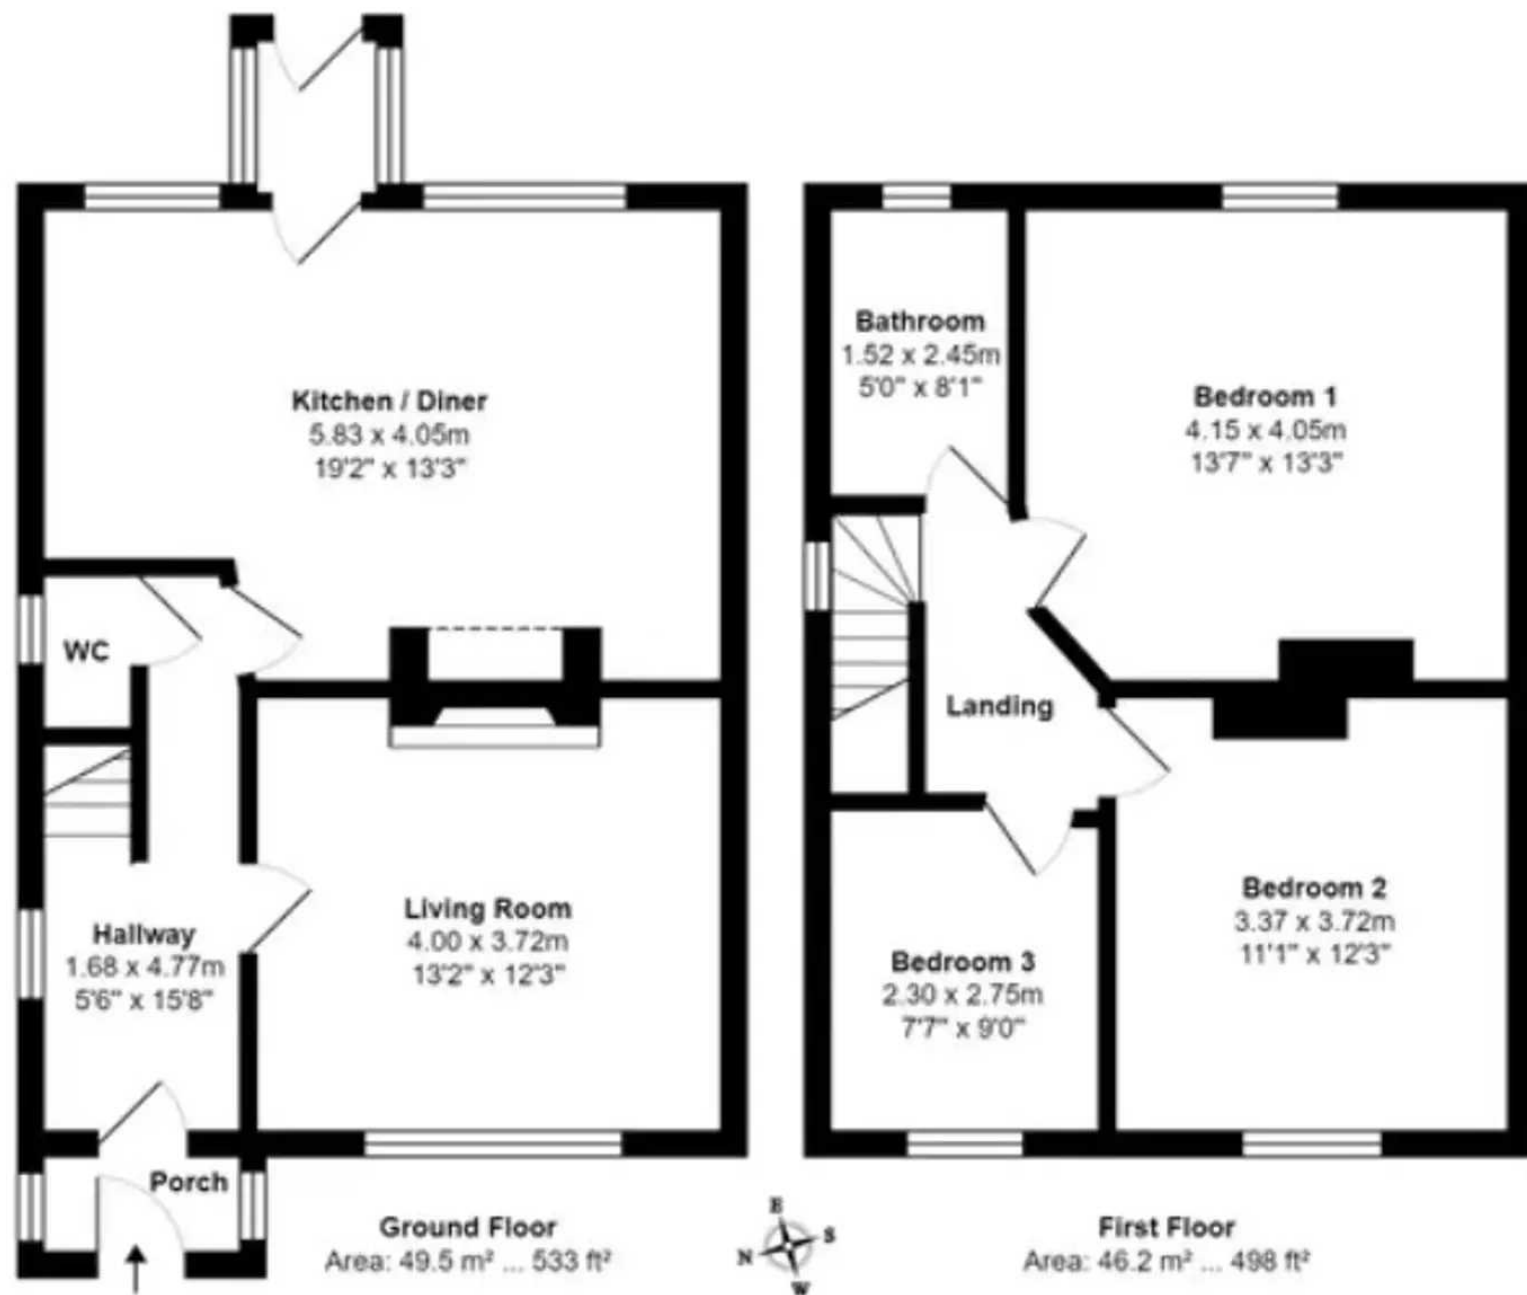 Kitchen / Diner
5.83 x 4.05m
19'2" x 13'3"
WC
Hallway
1.68 x 4.77m
5'6" x 15'8"
Living Room
4.00 x 3.72m
13'2" x 12'3"
Porch
Ground Floor
Area: 49.5 m² ... 533 ft²
Bathroom
1.52 x 2.45m
5'0" x 8'1"
Bedroom 1
4.15 x 4.05m
13'7" x 13'3"
Landing
Bedroom 2
3.37 x 3.72m
11'1" x 12'3"
Bedroom 3
2.30 x 2.75m
7'7" x 9'0"
E
S
N
W
First Floor
Area: 46.2 m² ... 498 ft²